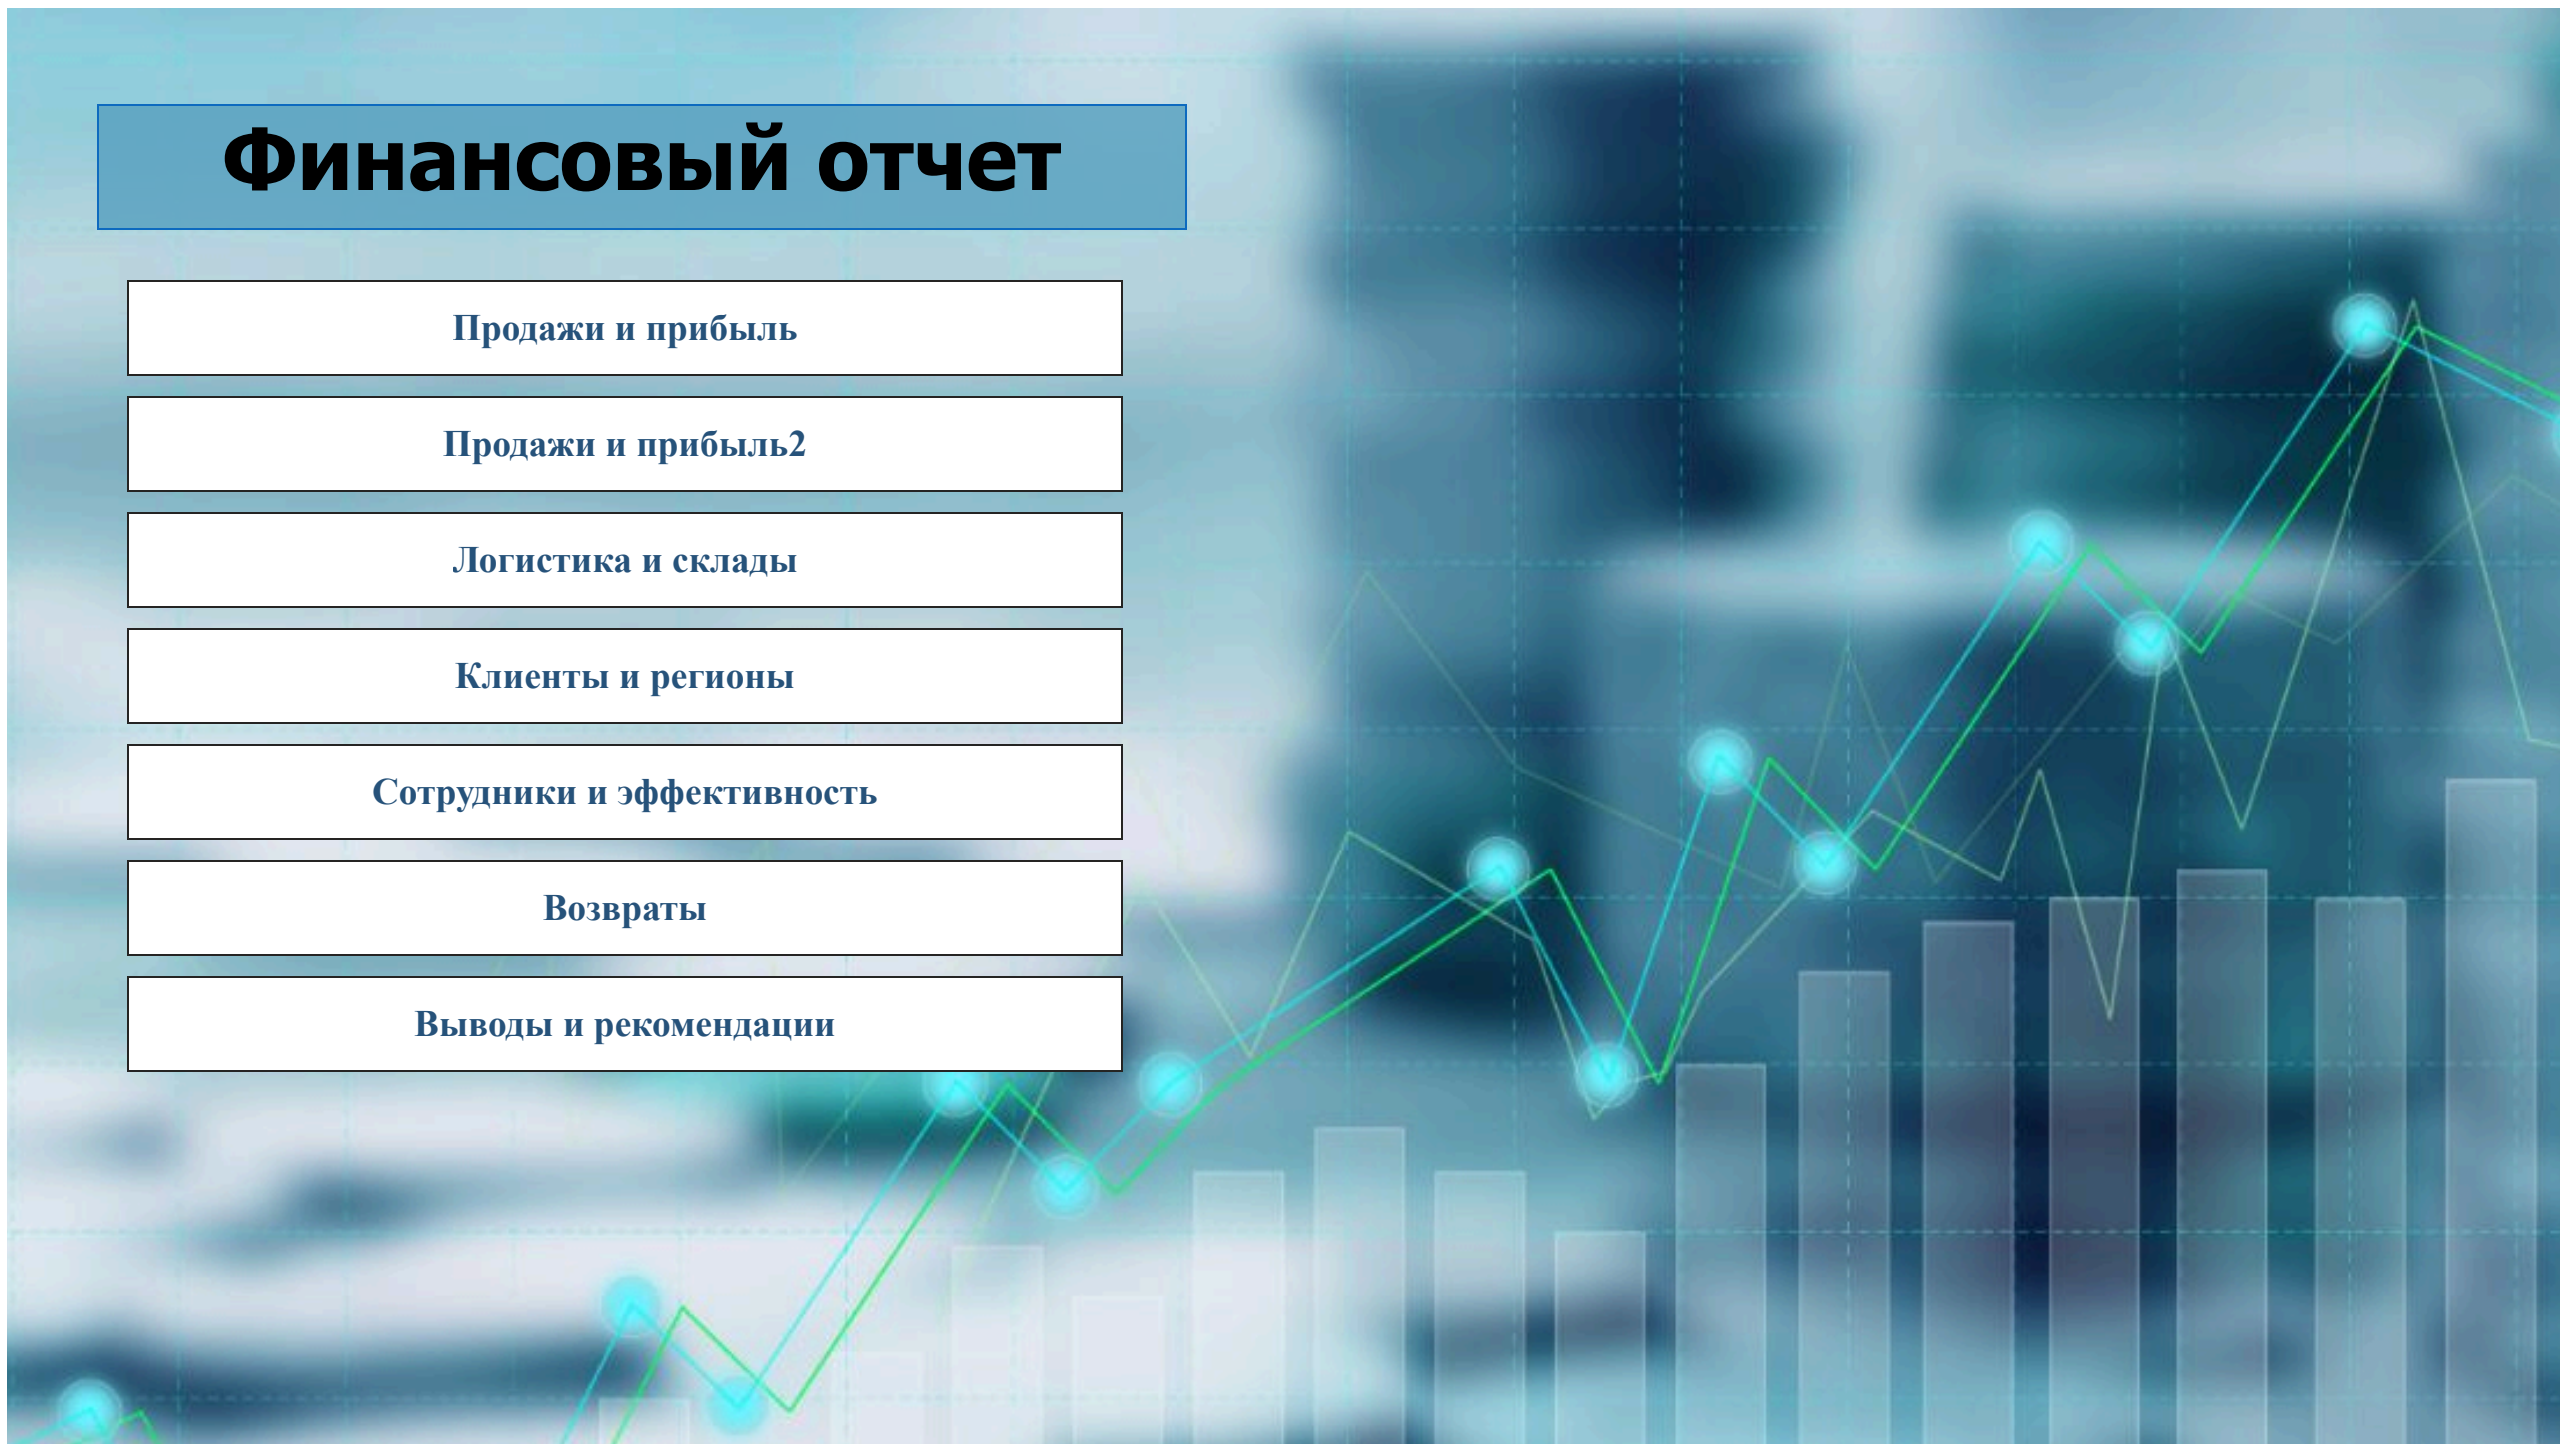 Финансовый отчет
Продажи и прибыль
Продажи и прибыль2
Логистика и склады
Клиенты и регионы
Сотрудники и эффективность
Возвраты
Выводы и рекомендации